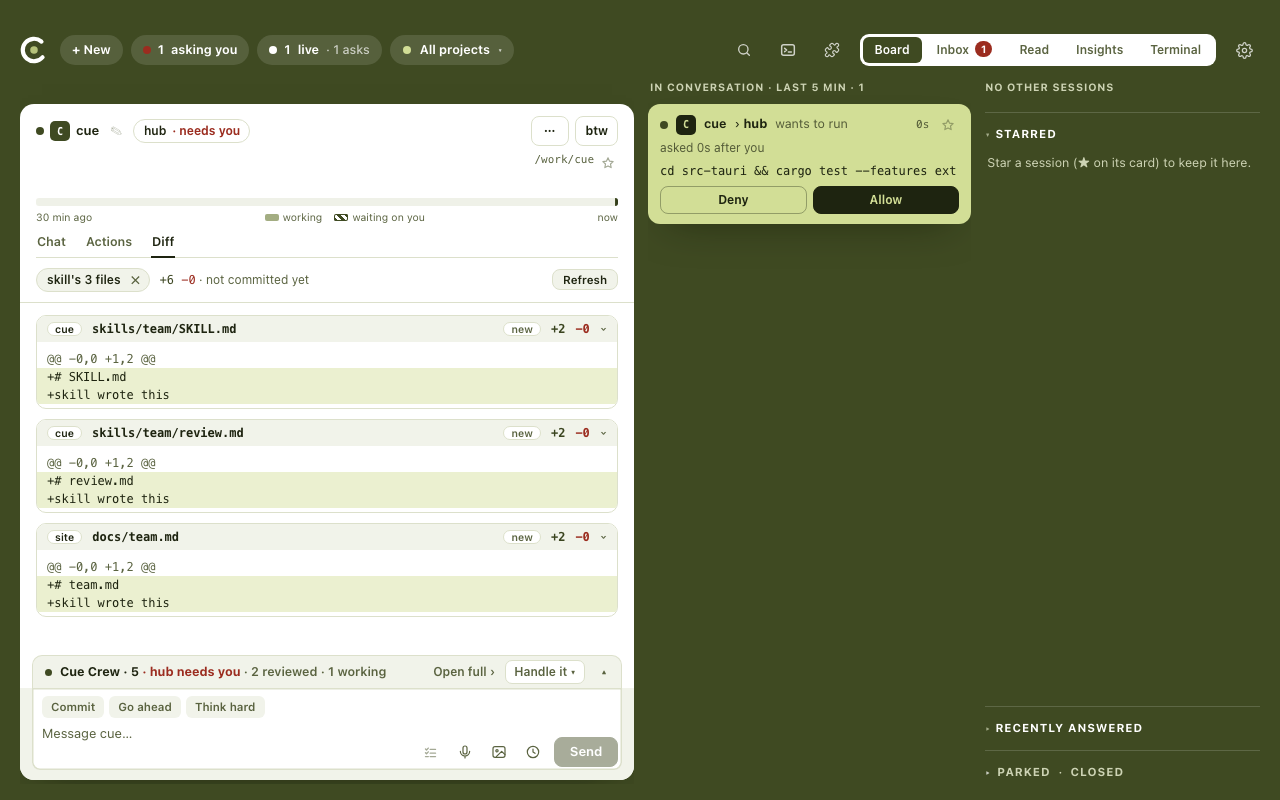 + New
1 asking you
1 live · 1 asks
All projects ·
Board
Inbox 1
Read
Insights
Terminal
C cue
hub · needs you
···
btw
/work/cue
30 min ago
working
waiting on you
now
Chat
Actions
Diff
skill's 3 files ×
+6 −0 · not committed yet
Refresh
cue skills/team/SKILL.md new +2 −0
@@ −0,0 +1,2 @@
+# SKILL.md
+skill wrote this
cue skills/team/review.md new +2 −0
@@ −0,0 +1,2 @@
+# review.md
+skill wrote this
site docs/team.md new +2 −0
@@ −0,0 +1,2 @@
+# team.md
+skill wrote this
Cue Crew · 5 · hub needs you · 2 reviewed · 1 working
Open full ›
Handle it
Commit
Go ahead
Think hard
Message cue...
Send
IN CONVERSATION · LAST 5 MIN · 1
C cue › hub wants to run 0s
asked 0s after you
cd src-tauri && cargo test --features ext
Deny
Allow
NO OTHER SESSIONS
STARRED
Star a session (★ on its card) to keep it here.
RECENTLY ANSWERED
PARKED · CLOSED